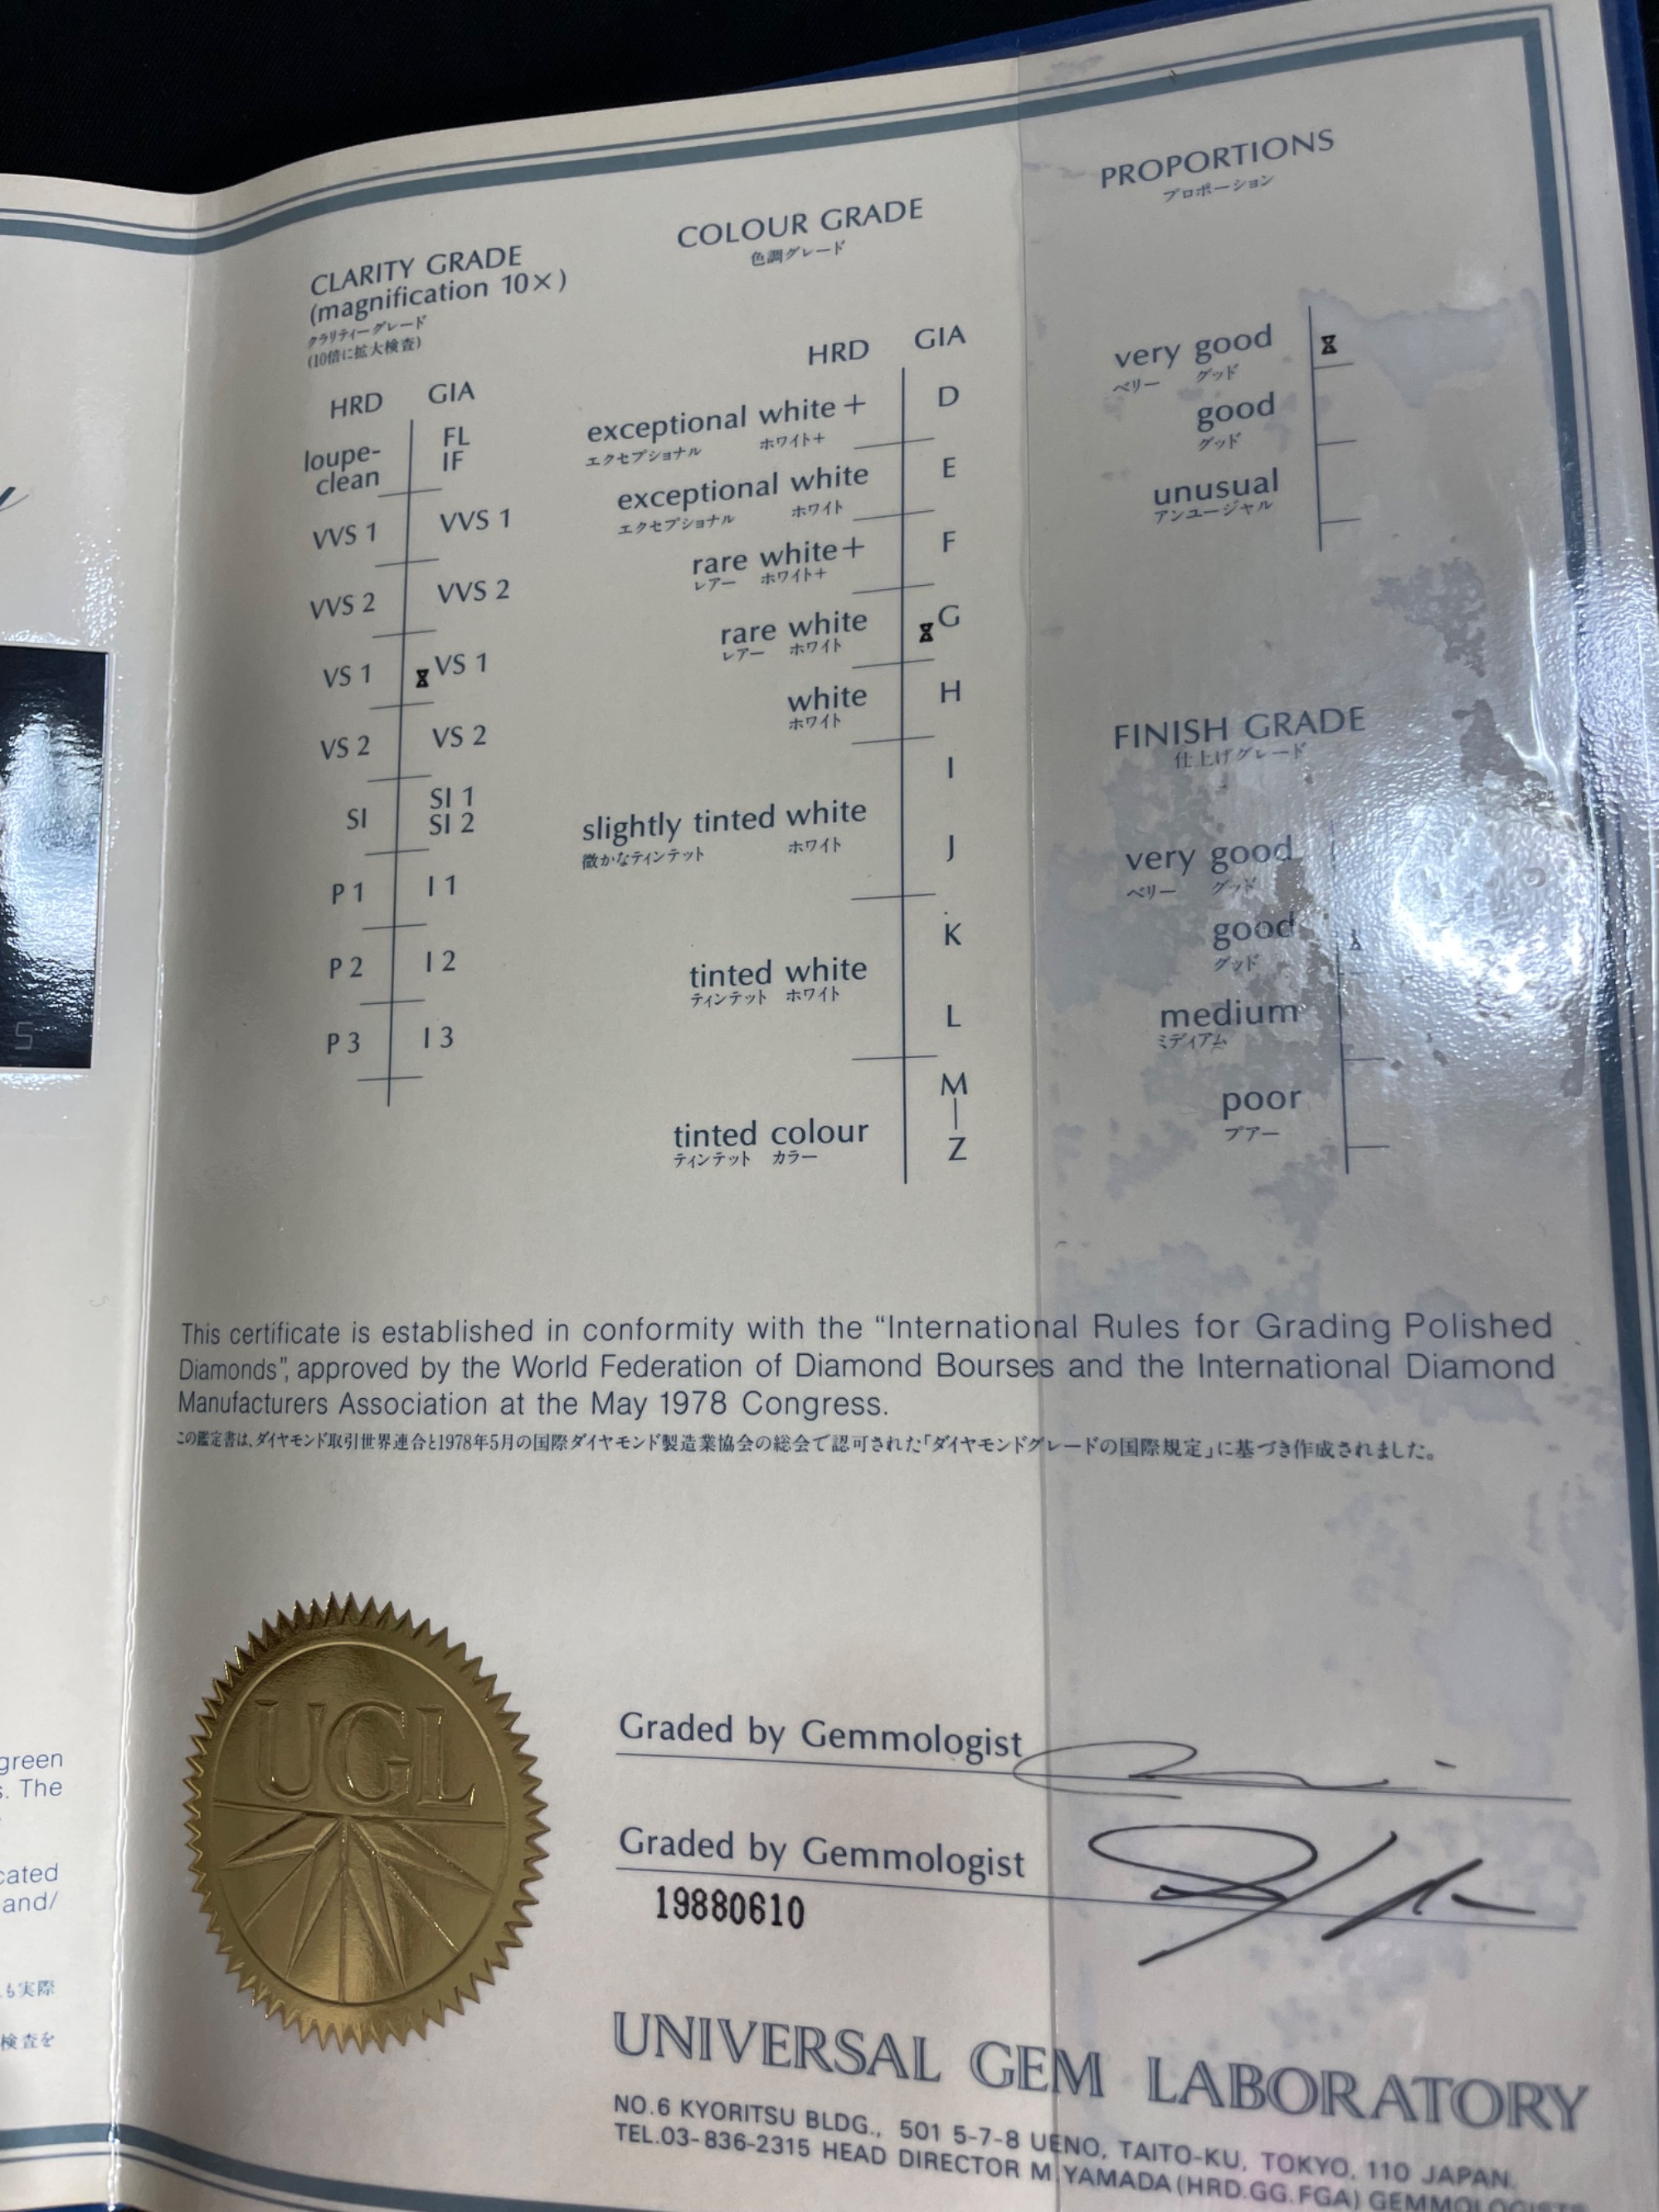 CLARITY GRADE
(magnification 10×)
クラリティーグレード
(10倍に拡大検査)
HRD GIA
loupe-clean FL IF
VVS 1 VVS 1
VVS 2 VVS 2
VS 1 VS 1
VS 2 VS 2
SI SI 1 SI 2
P 1 I 1
P 2 I 2
P 3 I 3
COLOUR GRADE
色調グレード
HRD GIA
exceptional white + D
エクセプショナル ホワイト+
exceptional white E
エクセプショナル ホワイト
rare white + F
レアー ホワイト+
rare white G
レアー ホワイト
white H
ホワイト
I
slightly tinted white
微かなティンテット ホワイト
J
K
tinted white
ティンテット ホワイト
L
M
|
tinted colour Z
ティンテット カラー
PROPORTIONS
プロポーション
very good
ベリー グッド
good
グッド
unusual
アンユージャル
FINISH GRADE
仕上げグレード
very good
ベリー グッド
good
グッド
medium
ミディアム
poor
プアー
This certificate is established in conformity with the “International Rules for Grading Polished
Diamonds”, approved by the World Federation of Diamond Bourses and the International Diamond
Manufacturers Association at the May 1978 Congress.
この鑑定書は、ダイヤモンド取引世界連合と1978年5月の国際ダイヤモンド製造業協会の総会で認可された「ダイヤモンドグレードの国際規定」に基づき作成されました。
UGL
Graded by Gemmologist
Graded by Gemmologist
19880610
UNIVERSAL GEM LABORATORY
NO.6 KYORITSU BLDG., 501 5-7-8 UENO, TAITO-KU, TOKYO, 110 JAPAN.
TEL.03-836-2315 HEAD DIRECTOR M.YAMADA (HRD.GG.FGA) GEMMOLOGIST
5
green
s. The
cated
and/
も実際
検査を